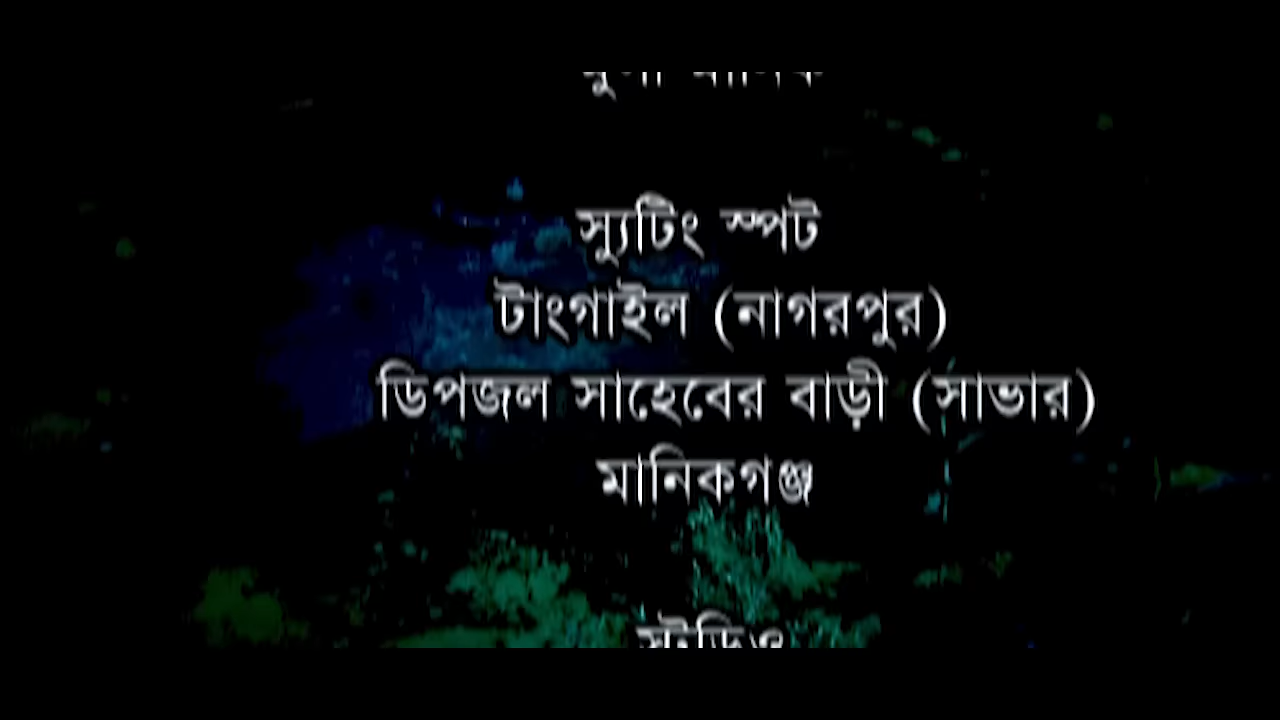 স্যুটিং স্পট
টাংগাইল (নাগরপুর)
ডিপজল সাহেবের বাড়ী (সাভার)
মানিকগঞ্জ
স্টুডিও